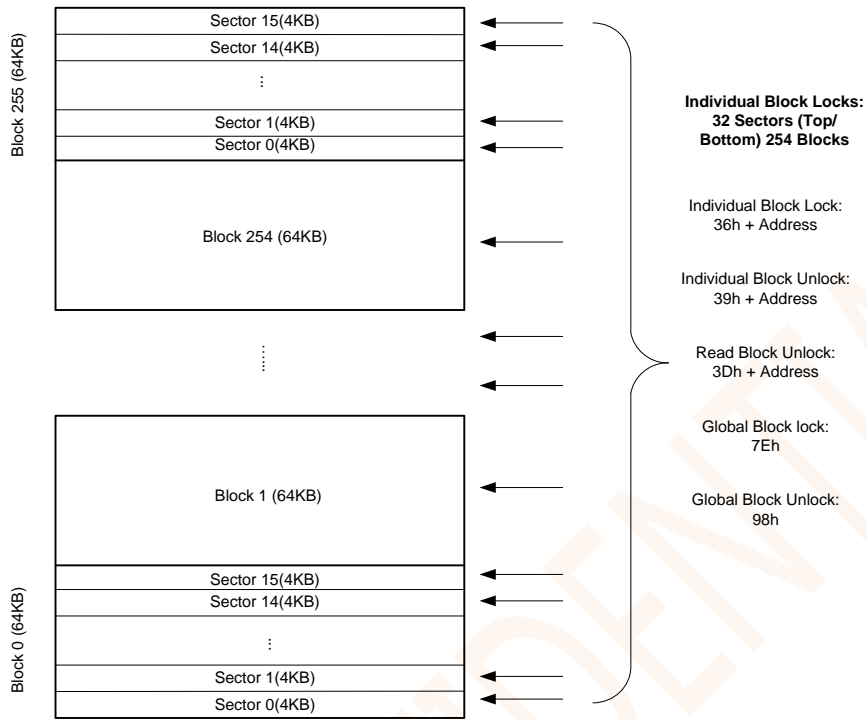 Block 255 (64KB)
Sector 15(4KB)
Sector 14(4KB)
...
Sector 1(4KB)
Sector 0(4KB)
Block 254 (64KB)
......
Block 1 (64KB)
Block 0 (64KB)
Sector 15(4KB)
Sector 14(4KB)
...
Sector 1(4KB)
Sector 0(4KB)
Individual Block Locks:
32 Sectors (Top/
Bottom) 254 Blocks
Individual Block Lock:
36h + Address
Individual Block Unlock:
39h + Address
Read Block Unlock:
3Dh + Address
Global Block lock:
7Eh
Global Block Unlock:
98h